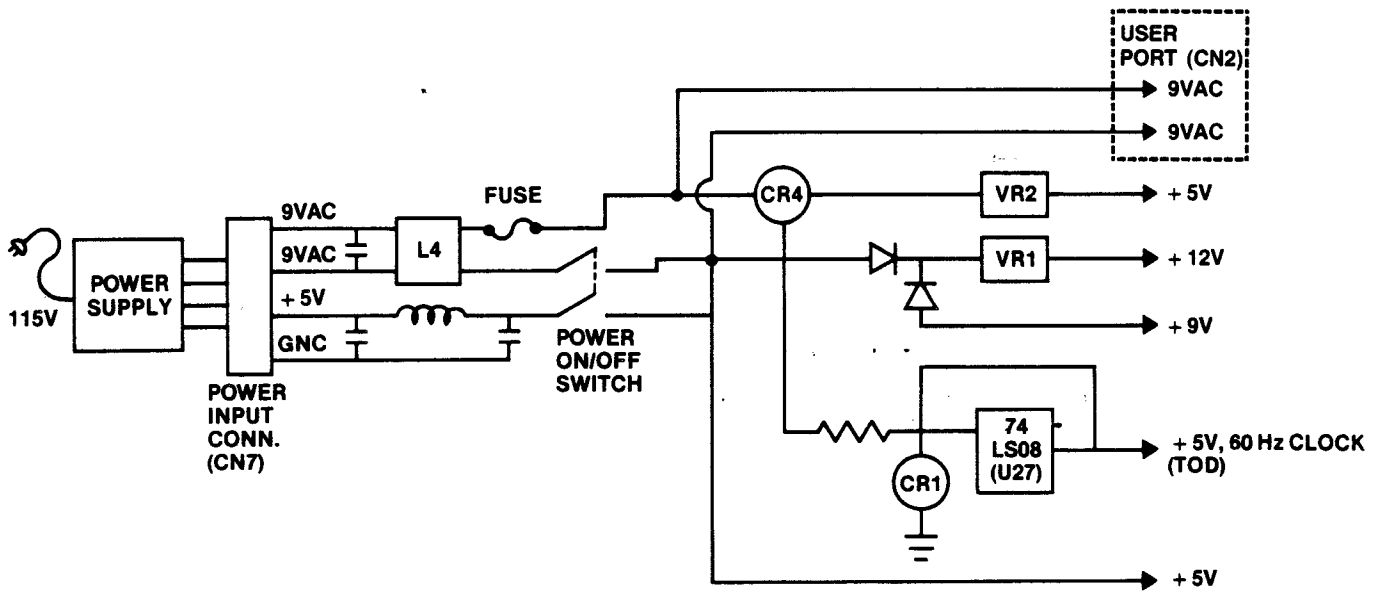 USER
PORT (CN2)
9VAC
9VAC
CR4
VR2
+ 5V
FUSE
9VAC
9VAC
L4
+ 5V
GNC
POWER
SUPPLY
115V
POWER
INPUT
CONN.
(CN7)
POWER
ON/OFF
SWITCH
VR1
+ 12V
+ 9V
74
LS08
(U27)
CR1
+ 5V, 60 Hz CLOCK
(TOD)
+ 5V